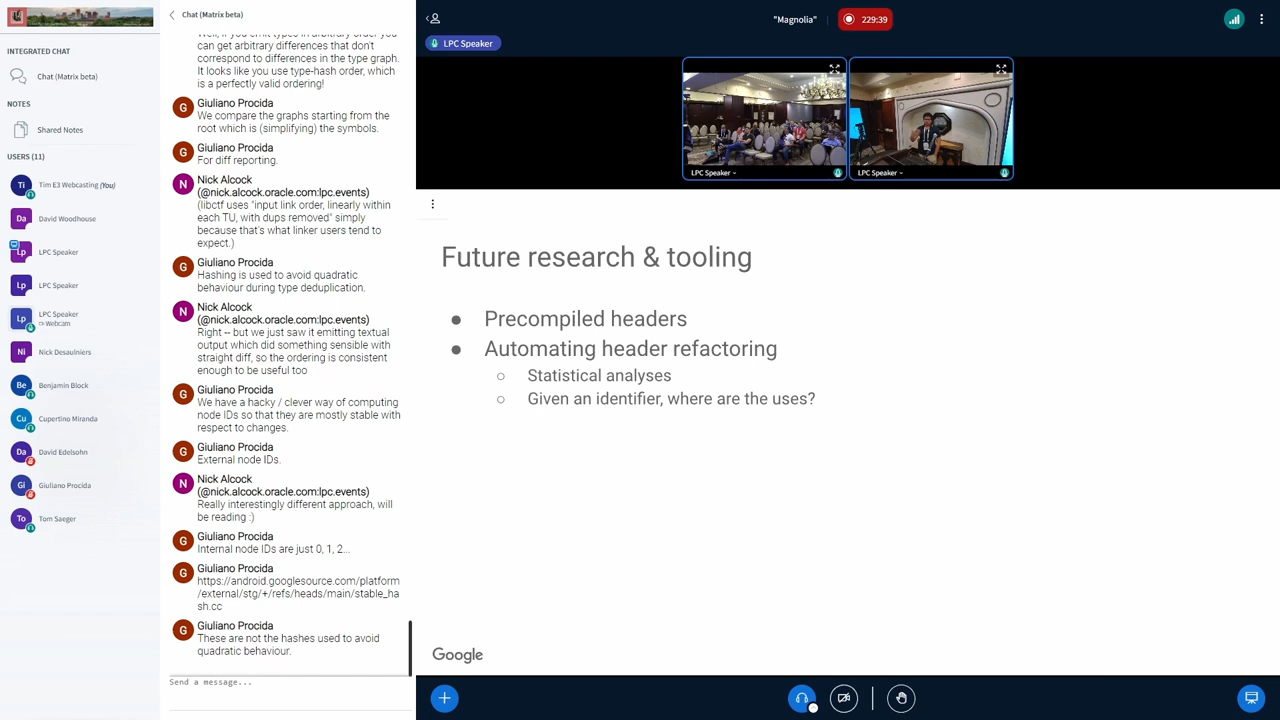 INTEGRATED CHAT
Chat (Matrix beta)
NOTES
Shared Notes
USERS (11)
Ti
Tim E3 Webcasting (You)
Da
David Woodhouse
Lp
LPC Speaker
Lp
LPC Speaker
Lp
LPC Speaker
Webcam
Ni
Nick Desaulniers
Be
Benjamin Block
Cu
Cupertino Miranda
Da
David Edelsohn
Gi
Giuliano Procida
To
Tom Saeger
Chat (Matrix beta)
Well, if you emit types in arbitrary order you
can get arbitrary differences that don't
correspond to differences in the type graph.
It looks like you use type-hash order, which
is a perfectly valid ordering!
G
Giuliano Procida
We compare the graphs starting from the
root which is (simplifying) the symbols.
G
Giuliano Procida
For diff reporting.
N
Nick Alcock
(@nick.alcock.oracle.com:lpc.events)
(libctf uses "input link order, linearly within
each TU, with dups removed" simply
because that's what linker users tend to
expect.)
G
Giuliano Procida
Hashing is used to avoid quadratic
behaviour during type deduplication.
N
Nick Alcock
(@nick.alcock.oracle.com:lpc.events)
Right -- but we just saw it emitting textual
output which did something sensible with
straight diff, so the ordering is consistent
enough to be useful too
G
Giuliano Procida
We have a hacky / clever way of computing
node IDs so that they are mostly stable with
respect to changes.
G
Giuliano Procida
External node IDs.
N
Nick Alcock
(@nick.alcock.oracle.com:lpc.events)
Really interestingly different approach, will
be reading :)
G
Giuliano Procida
Internal node IDs are just 0, 1, 2...
G
Giuliano Procida
https://android.googlesource.com/platform
/external/stg/+/refs/heads/main/stable_ha
sh.cc
G
Giuliano Procida
These are not the hashes used to avoid
quadratic behaviour.
Send a message...
"Magnolia"
229:39
LPC Speaker
LPC Speaker
LPC Speaker
Future research & tooling
● Precompiled headers
● Automating header refactoring
○ Statistical analyses
○ Given an identifier, where are the uses?
Google